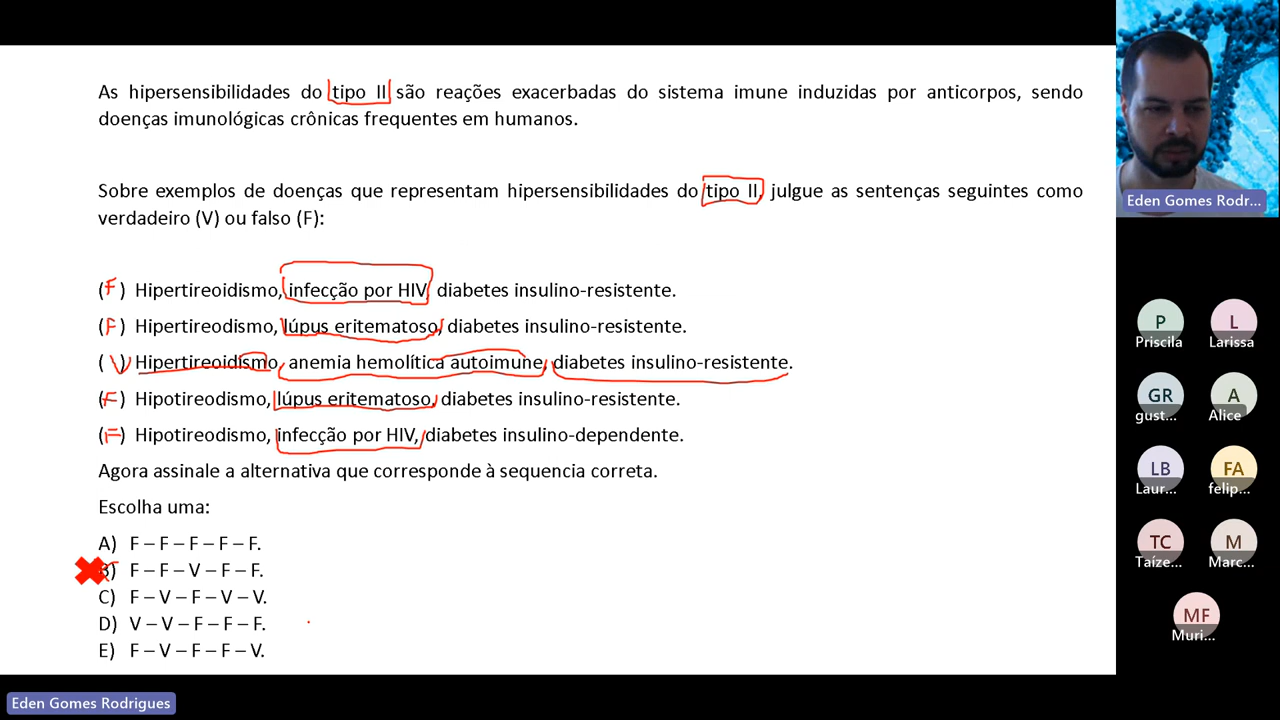 As hipersensibilidades do tipo II são reações exacerbadas do sistema imune induzidas por anticorpos, sendo
doenças imunológicas crônicas frequentes em humanos.
Sobre exemplos de doenças que representam hipersensibilidades do tipo II, julgue as sentenças seguintes como
verdadeiro (V) ou falso (F):
(F) Hipertireoidismo, infecção por HIV, diabetes insulino-resistente.
(F) Hipertireodismo, lúpus eritematoso, diabetes insulino-resistente.
(V) Hipertireoidismo, anemia hemolítica autoimune, diabetes insulino-resistente.
(F) Hipotireodismo, lúpus eritematoso, diabetes insulino-resistente.
(F) Hipotireodismo, infecção por HIV, diabetes insulino-dependente.
Agora assinale a alternativa que corresponde à sequencia correta.
Escolha uma:
A) F – F – F – F – F.
B) F – F – V – F – F.
C) F – V – F – V – V.
D) V – V – F – F – F.
E) F – V – F – F – V.
Eden Gomes Rodr...
P
Priscila
L
Larissa
GR
gust...
A
Alice
LB
Laur...
FA
felip...
TC
Taíze...
M
Marc...
MF
Muri...
Eden Gomes Rodrigues